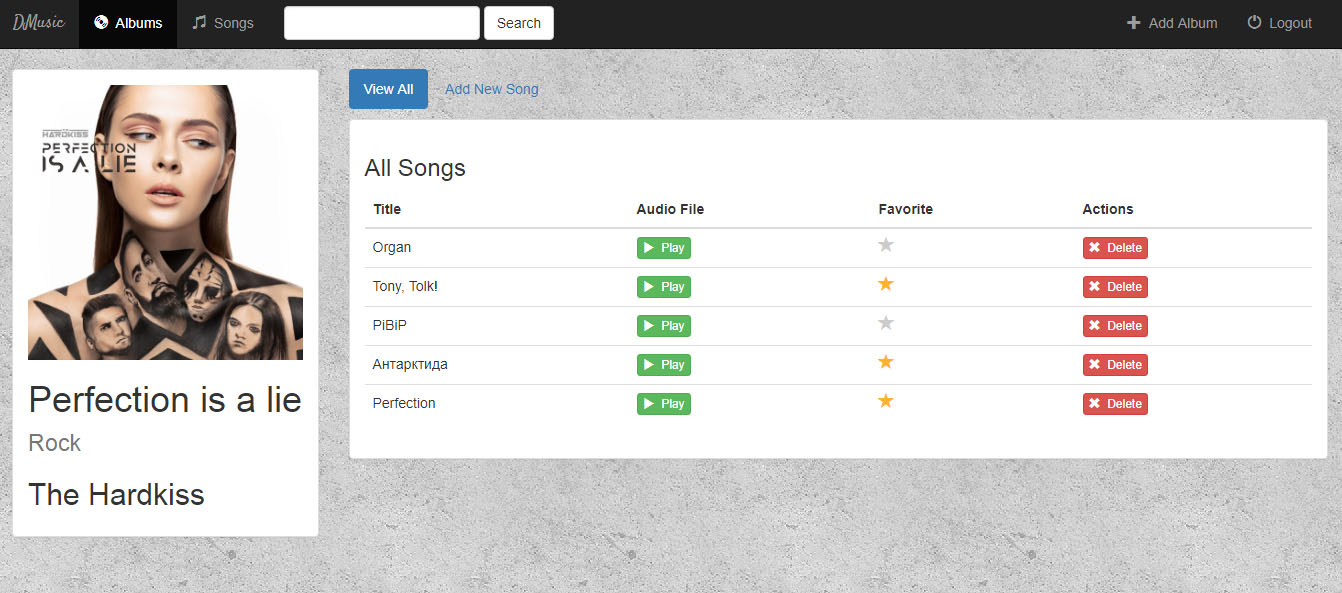 DMusic Albums Songs Search Add Album Logout
HARDKISS
PERFECTION
IS A LIE
Perfection is a lie
Rock
The Hardkiss
View All Add New Song
All Songs
Title Audio File Favorite Actions
Organ Play Delete
Tony, Tolk! Play Delete
PiBiP Play Delete
Антарктида Play Delete
Perfection Play Delete